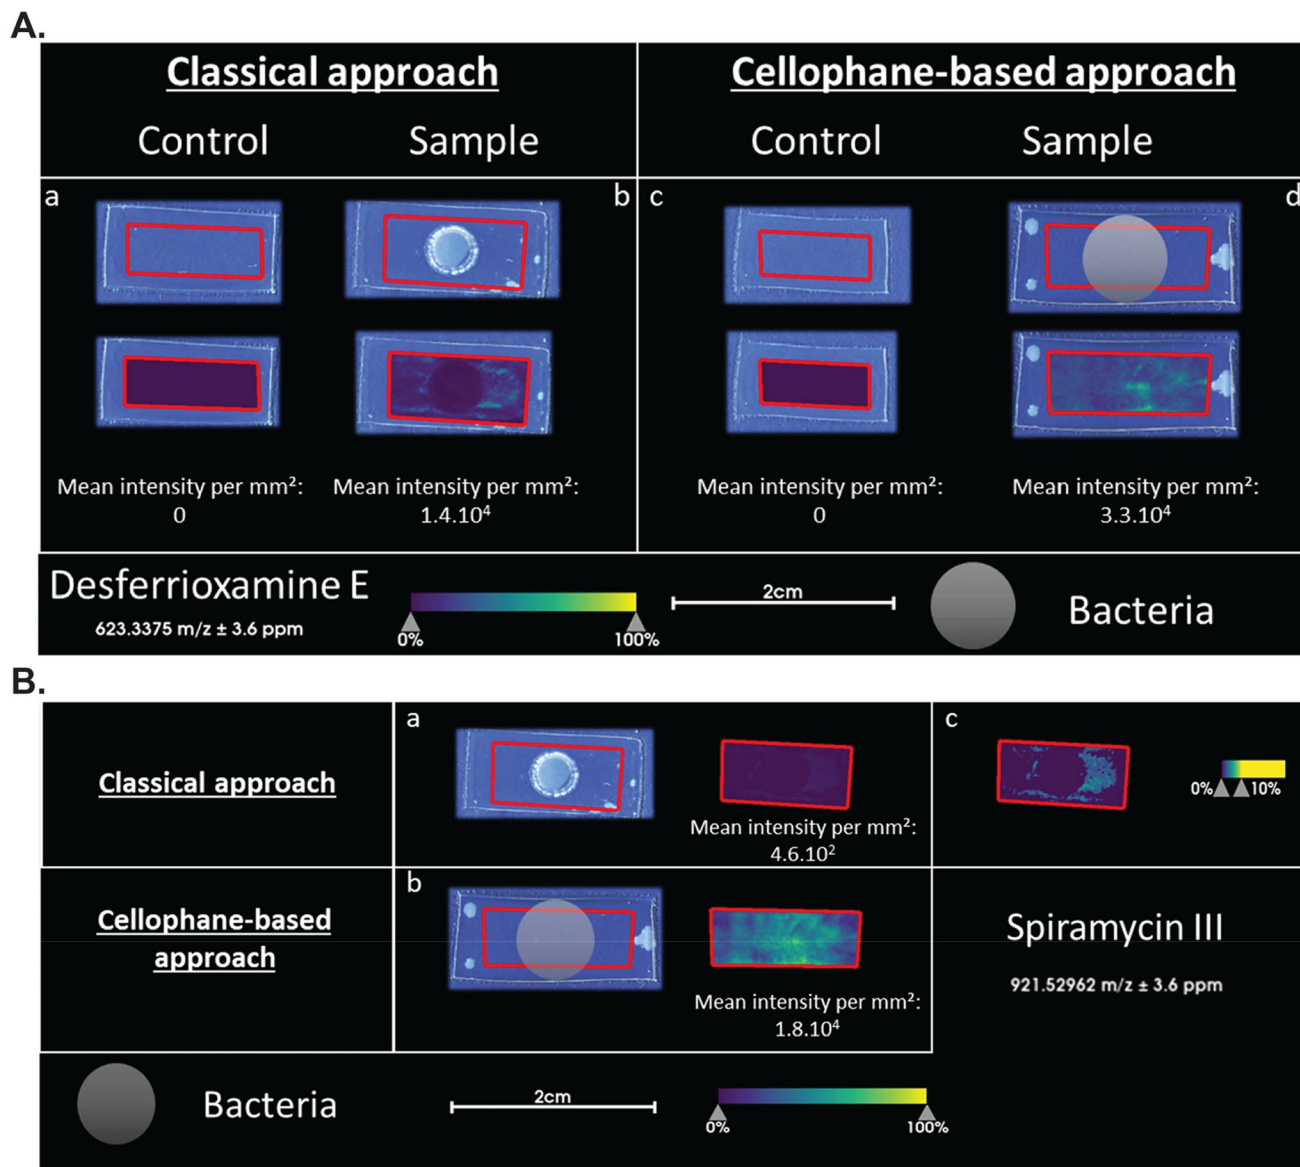 A.
Classical approach
Cellophane-based approach
Control
Sample
Control
Sample
a
b
c
d
Mean intensity per mm²:
0
Mean intensity per mm²:
1.4.10⁴
Mean intensity per mm²:
0
Mean intensity per mm²:
3.3.10⁴
Desferrioxamine E
623.3375 m/z ± 3.6 ppm
0%
100%
2cm
Bacteria
B.
Classical approach
a
Mean intensity per mm²:
4.6.10²
c
0%
10%
Cellophane-based
approach
b
Mean intensity per mm²:
1.8.10⁴
Spiramycin III
921.52962 m/z ± 3.6 ppm
Bacteria
2cm
0%
100%